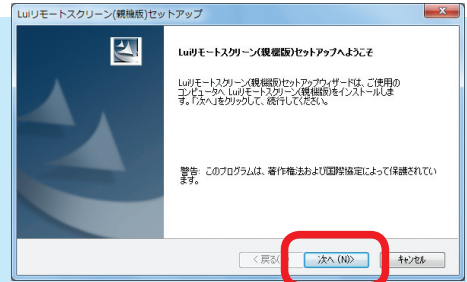 Luiリモートスクリーン(親機版)セットアップ
Luiリモートスクリーン(親機版)セットアップへようこそ
Luiリモートスクリーン(親機版)セットアップウィザードは、ご使用の
コンピュータへ Luiリモートスクリーン(親機版)をインストールしま
す。「次へ」をクリックして、続行してください。
警告: このプログラムは、著作権法および国際協定によって保護されてい
ます。
< 戻る(
次へ (N)>
キャンセル